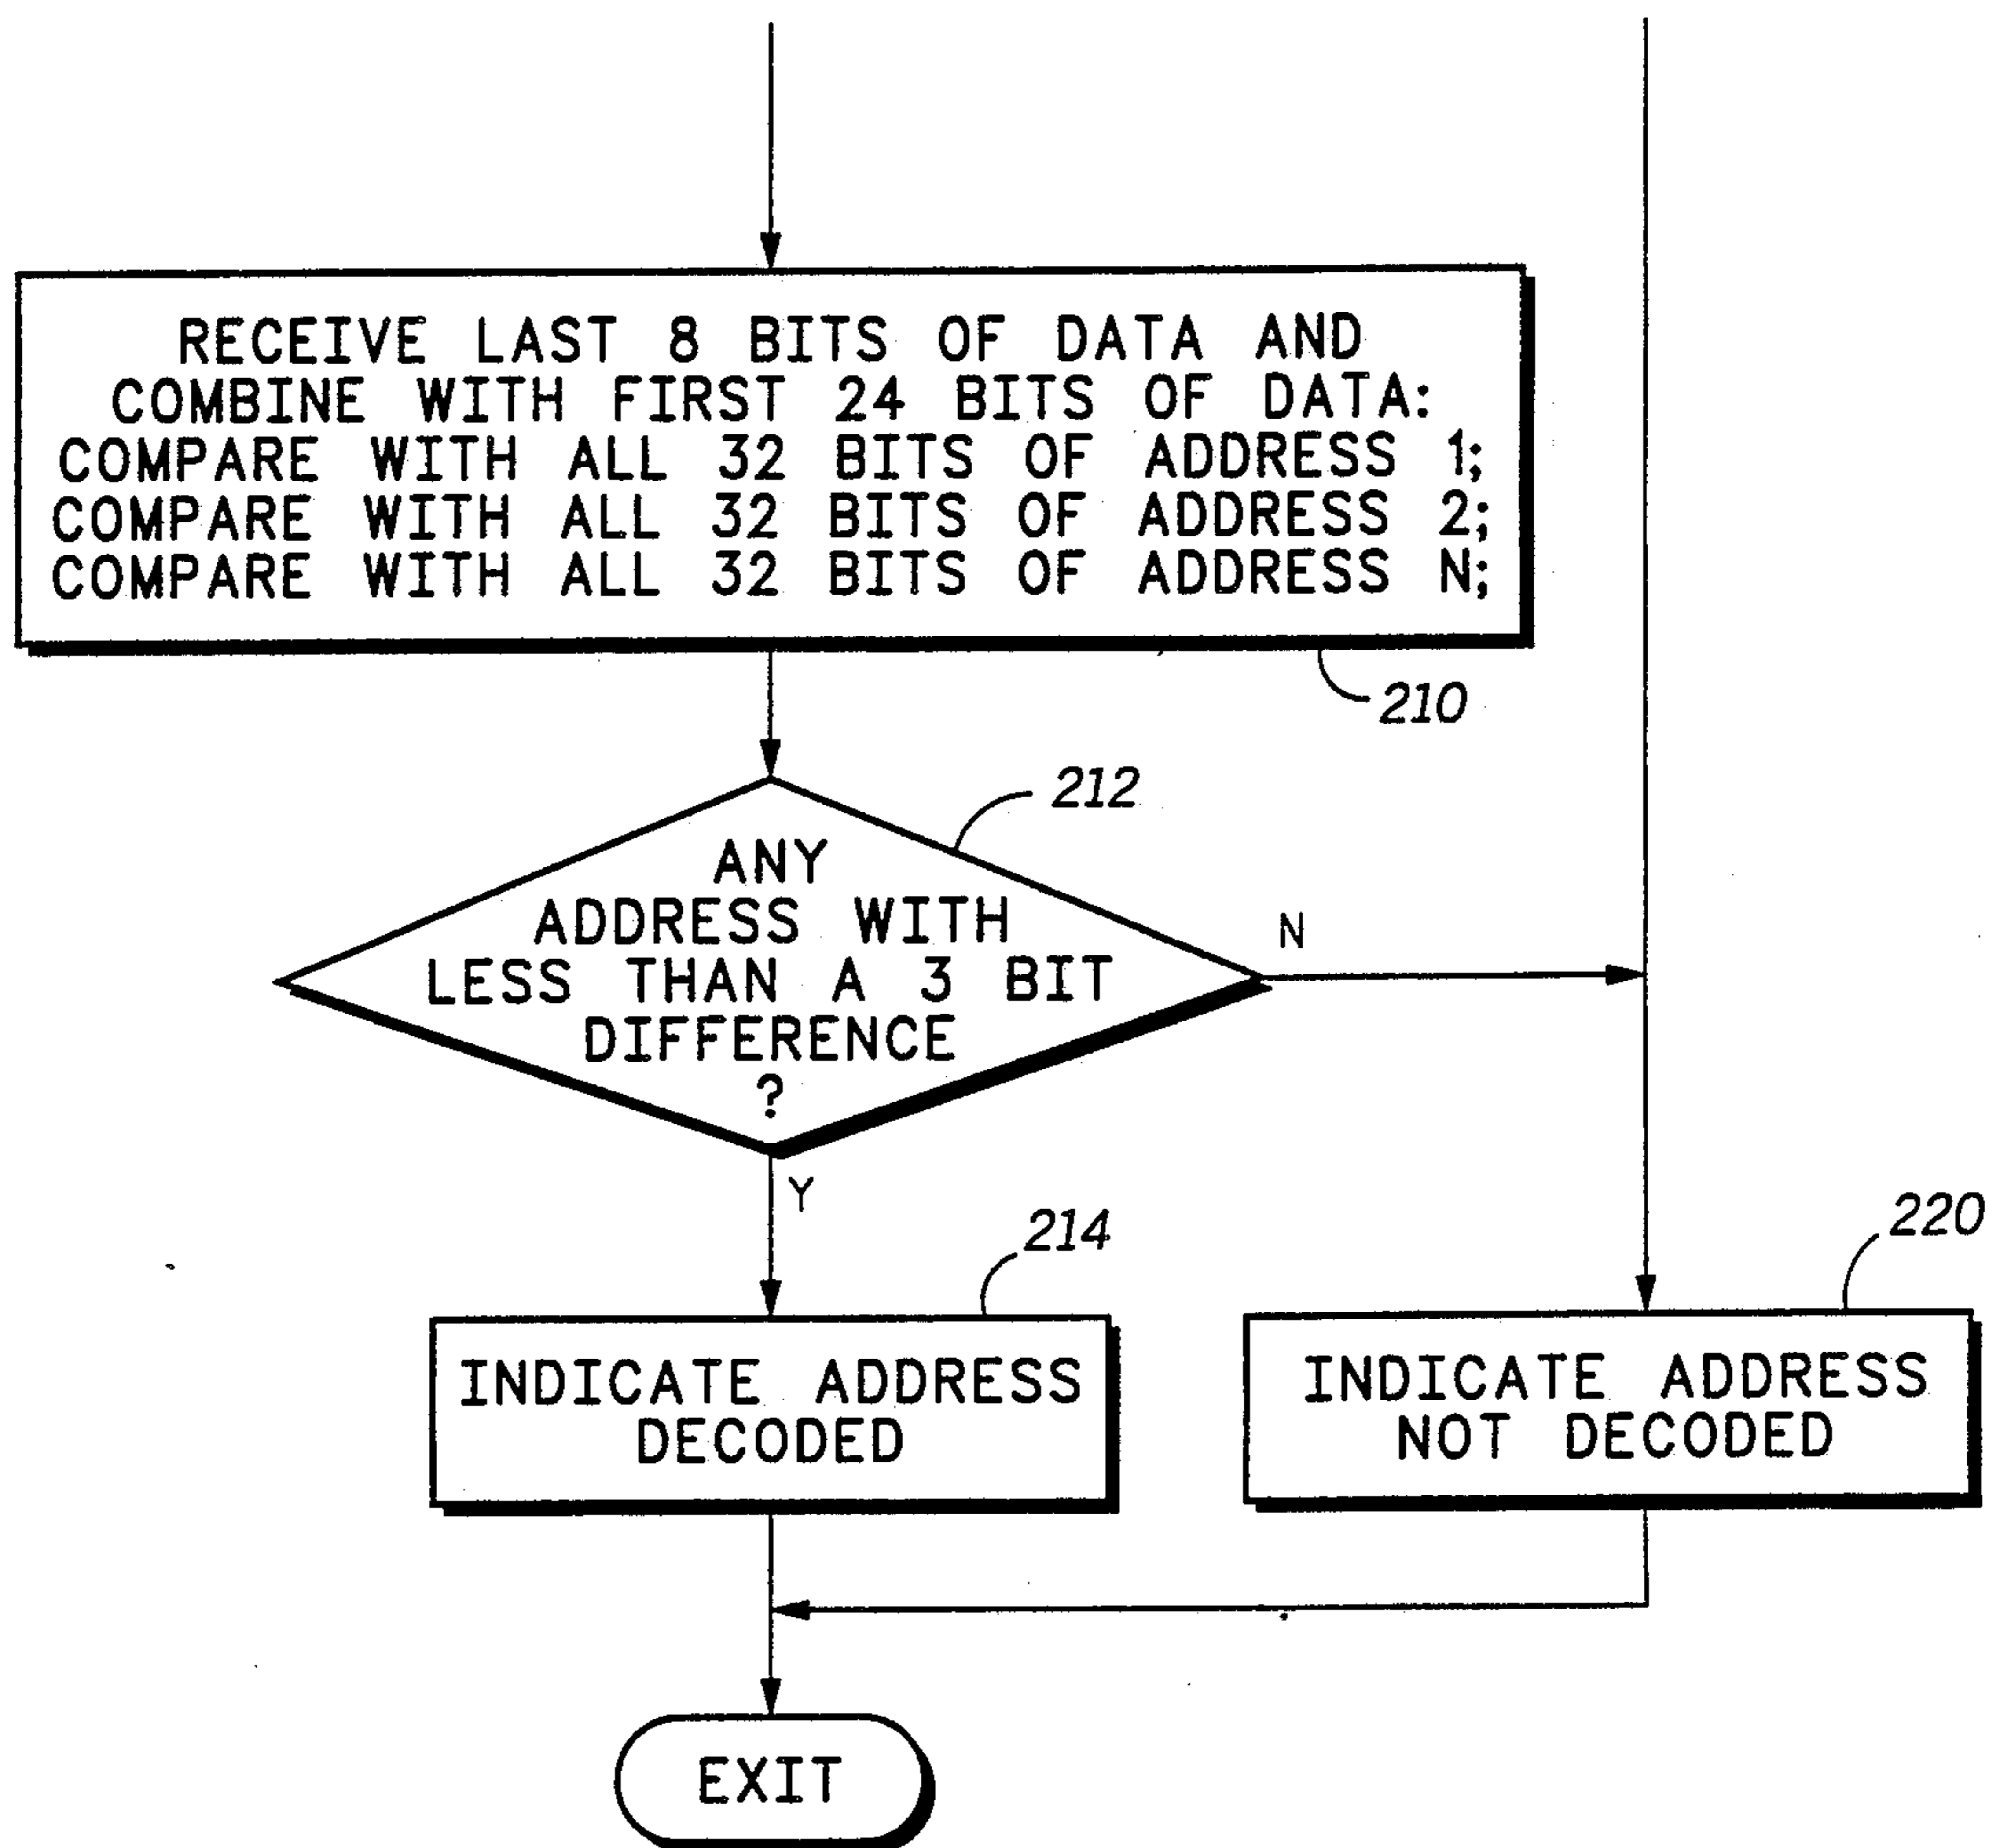 RECEIVE LAST 8 BITS OF DATA AND
COMBINE WITH FIRST 24 BITS OF DATA:
COMPARE WITH ALL 32 BITS OF ADDRESS 1;
COMPARE WITH ALL 32 BITS OF ADDRESS 2;
COMPARE WITH ALL 32 BITS OF ADDRESS N;
210
212
ANY
ADDRESS WITH
LESS THAN A 3 BIT
DIFFERENCE
?
N
Y
214
INDICATE ADDRESS
DECODED
220
INDICATE ADDRESS
NOT DECODED
EXIT